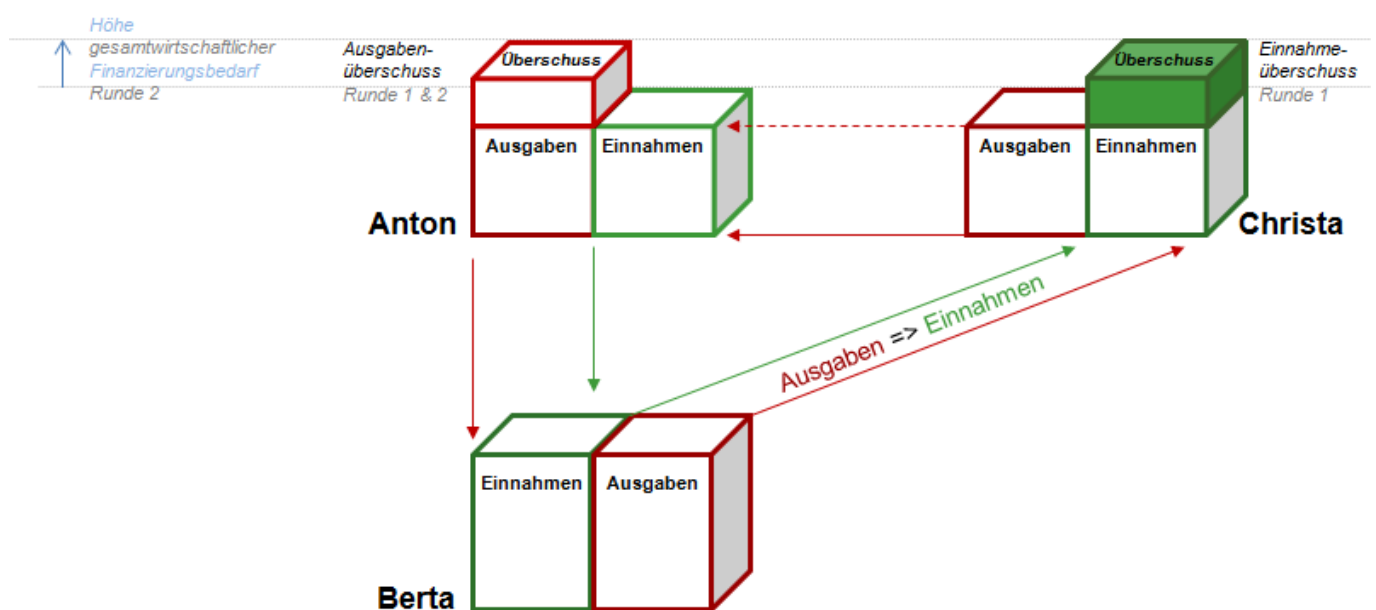 Höhe
gesamtwirtschaftlicher
Finanzierungsbedarf
Runde 2
Ausgaben-
überschuss
Runde 1 & 2
Überschuss
Ausgaben
Einnahmen
Anton
Überschuss
Ausgaben
Einnahmen
Christa
Einnahme-
überschuss
Runde 1
Ausgaben => Einnahmen
Einnahmen
Ausgaben
Berta